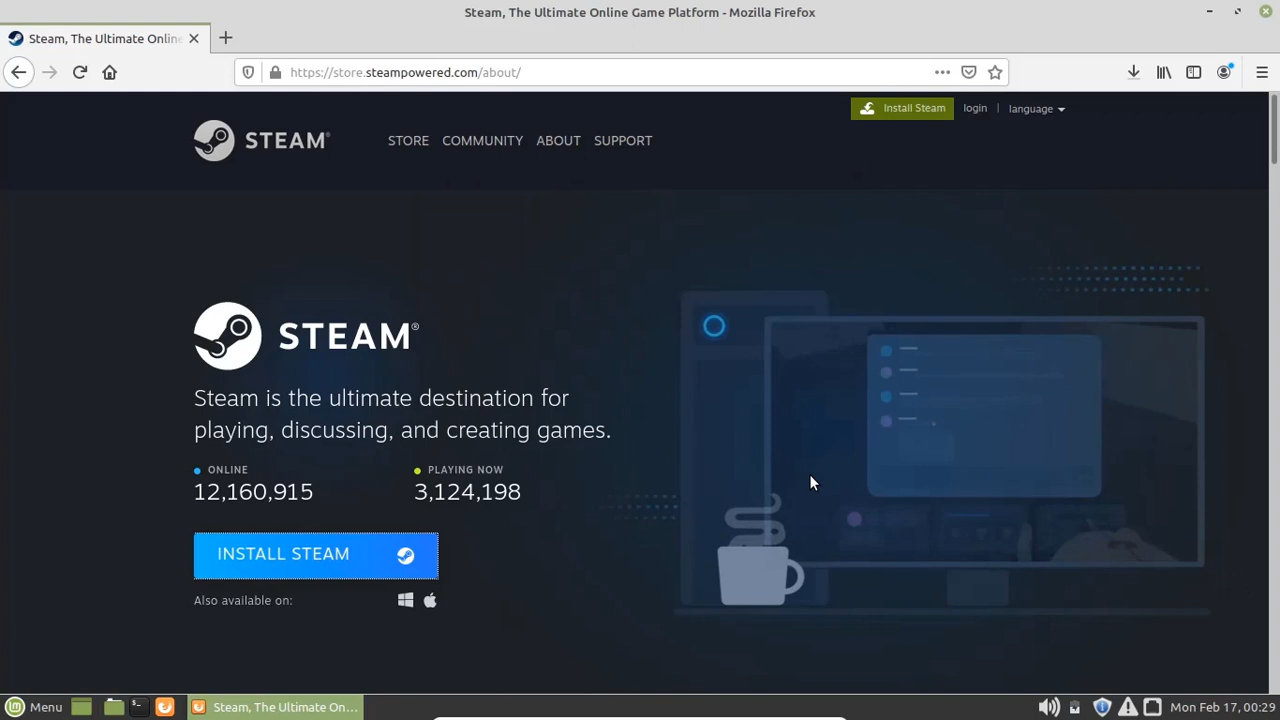 Steam, The Ultimate Online Game Platform - Mozilla Firefox
Steam, The Ultimate Online
https://store.steampowered.com/about/
Install Steam
login
language
STEAM®
STORE
COMMUNITY
ABOUT
SUPPORT
STEAM®
Steam is the ultimate destination for
playing, discussing, and creating games.
ONLINE
PLAYING NOW
12,160,915
3,124,198
INSTALL STEAM
Also available on:
Menu
Steam, The Ultimate On...
Mon Feb 17, 00:29